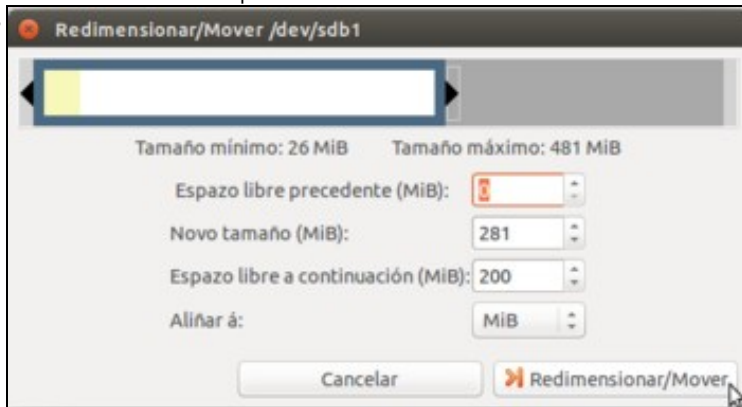 Redimensionar/Mover /dev/sdb1
Tamaño mínimo: 26 MiB Tamaño máximo: 481 MiB
Espazo libre precedente (MiB): 0
Novo tamaño (MiB): 281
Espazo libre a continuación (MiB): 200
Aliñar á: MiB
Cancelar Redimensionar/Mover